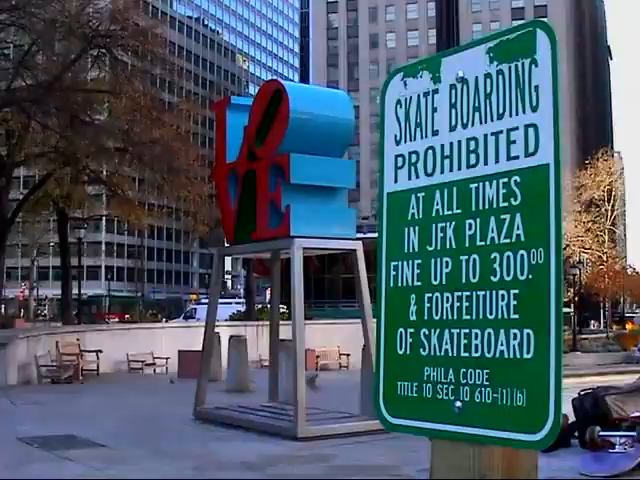 LOVE
SKATE BOARDING
PROHIBITED
AT ALL TIMES
IN JFK PLAZA
FINE UP TO 300.00
& FORFEITURE
OF SKATEBOARD
PHILA CODE
TITLE 10 SEC 10 610-(1)(b)